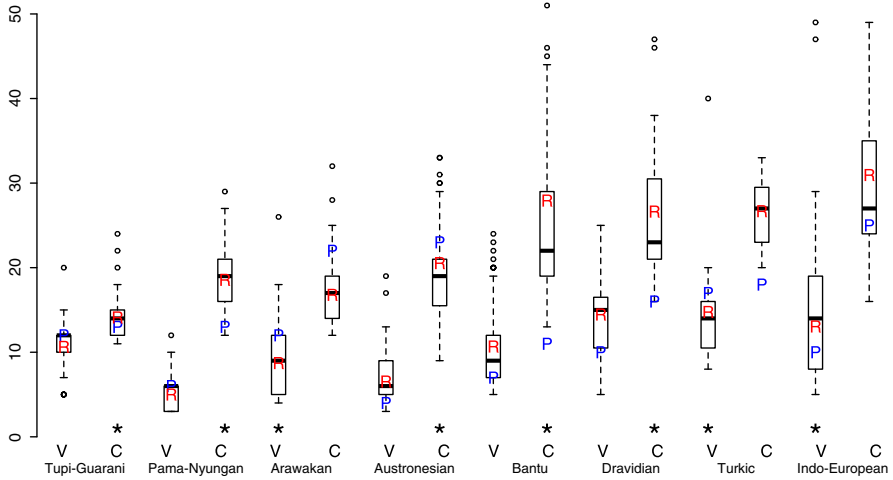 50
40
R
30
R
R R
P
P
P
R
20
R P
R P
P
R
R
R
P P R
P P
P
R R
10 P P
R
P
R
P
R
P
* * * * * * * *
0
V C V C V C V C V C V C V C V C
Tupi-Guarani Pama-Nyungan Arawakan Austronesian Bantu Dravidian Turkic Indo-European